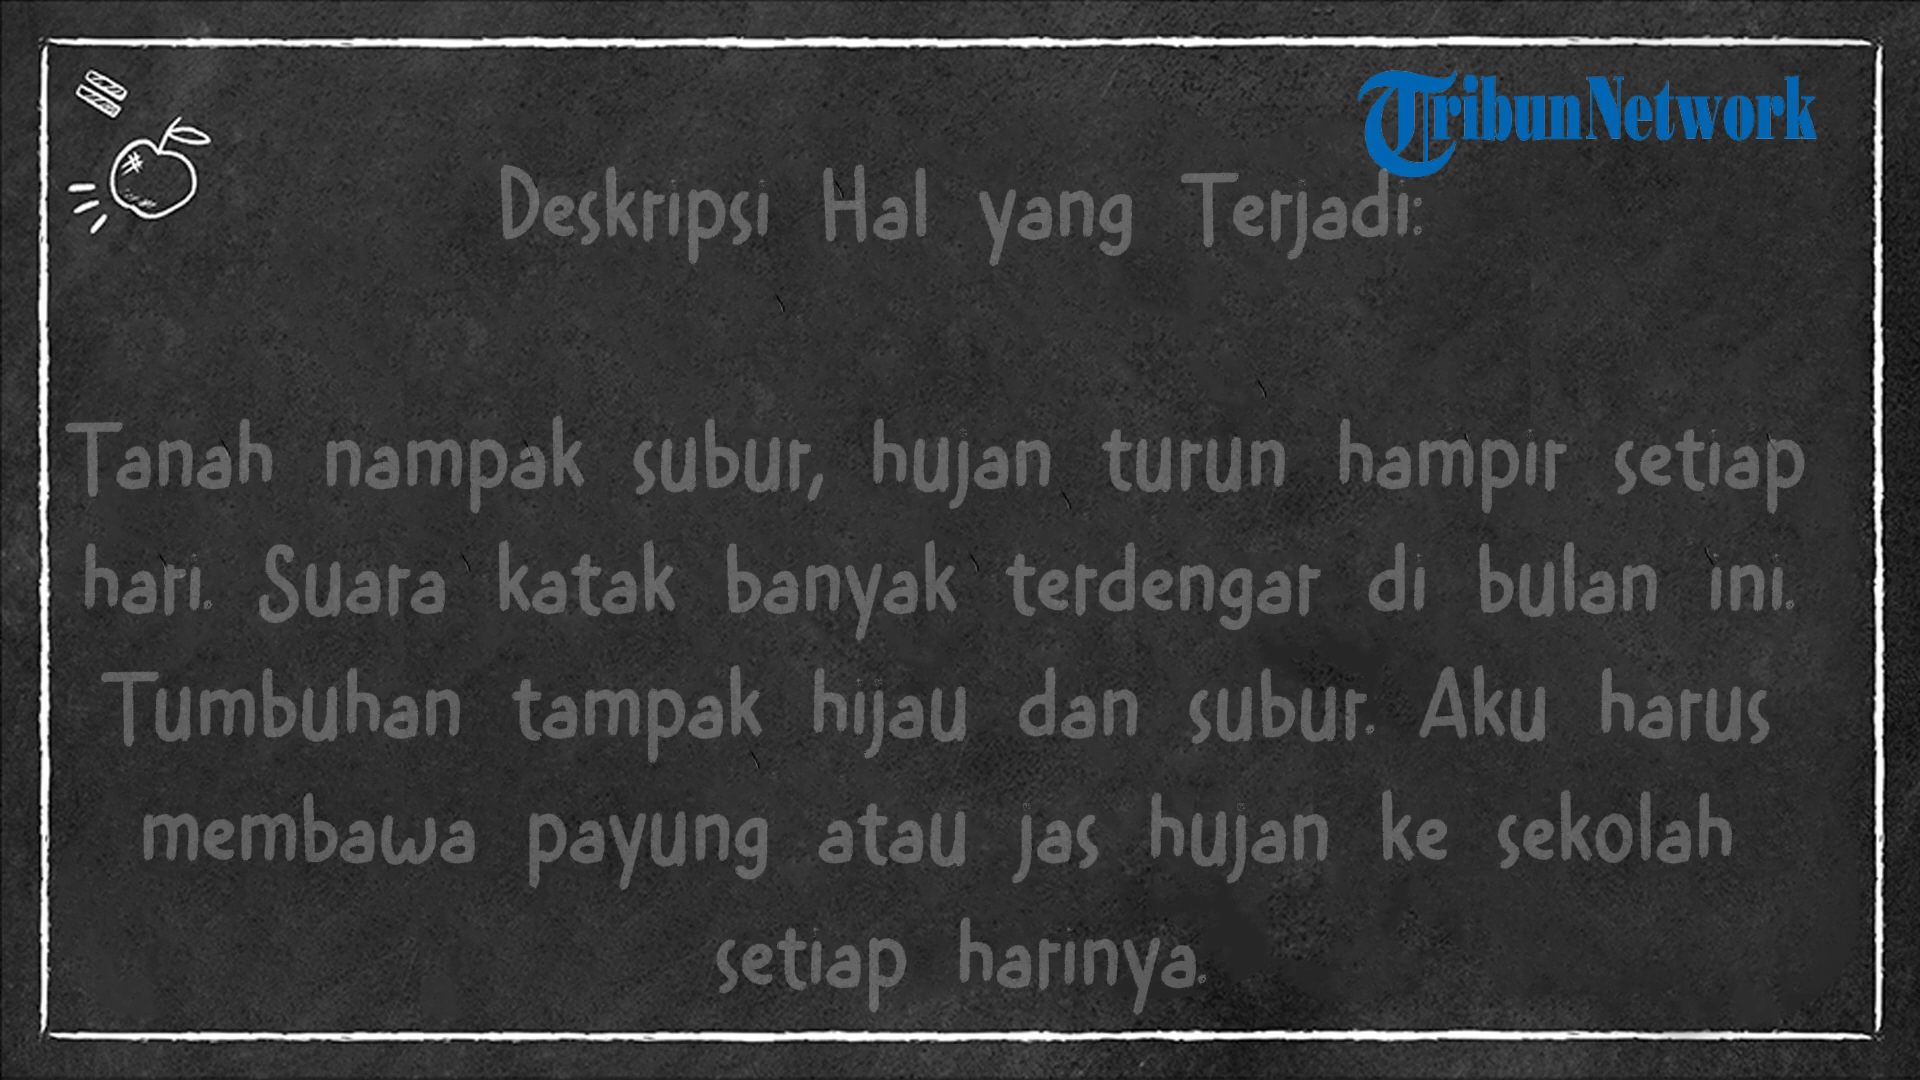 TribunNetwork
Deskripsi Hal yang Terjadi:
Tanah nampak subur, hujan turun hampir setiap
hari. Suara katak banyak terdengar di bulan ini.
Tumbuhan tampak hijau dan subur. Aku harus
membawa payung atau jas hujan ke sekolah
setiap harinya.